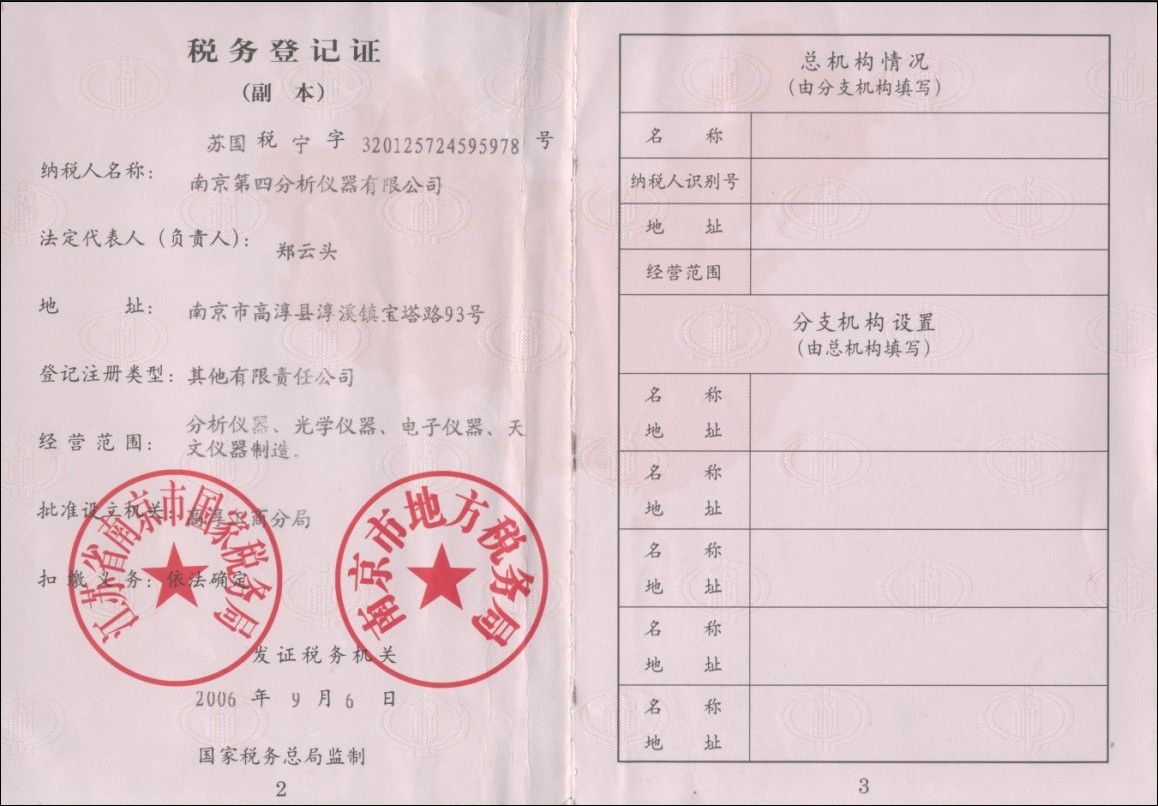 税务登记证
(副 本)
苏国 税 宁 字 320125724595978 号
纳税人名称: 南京第四分析仪器有限公司
法定代表人(负责人): 郑云头
地 址: 南京市高淳县淳溪镇宝塔路93号
登记注册类型: 其他有限责任公司
经营范围: 分析仪器、光学仪器、电子仪器、天
文仪器制造。
批准设立机关: 高淳工商分局
扣缴义务: 依法确定
江苏省南京市国家税务局
南京市地方税务局
发证税务机关
2006 年 9 月 6 日
国家税务总局监制
2
总机构情况
(由分支机构填写)
名 称
纳税人识别号
地 址
经营范围
分支机构设置
(由总机构填写)
名 称
地 址
名 称
地 址
名 称
地 址
名 称
地 址
名 称
地 址
3